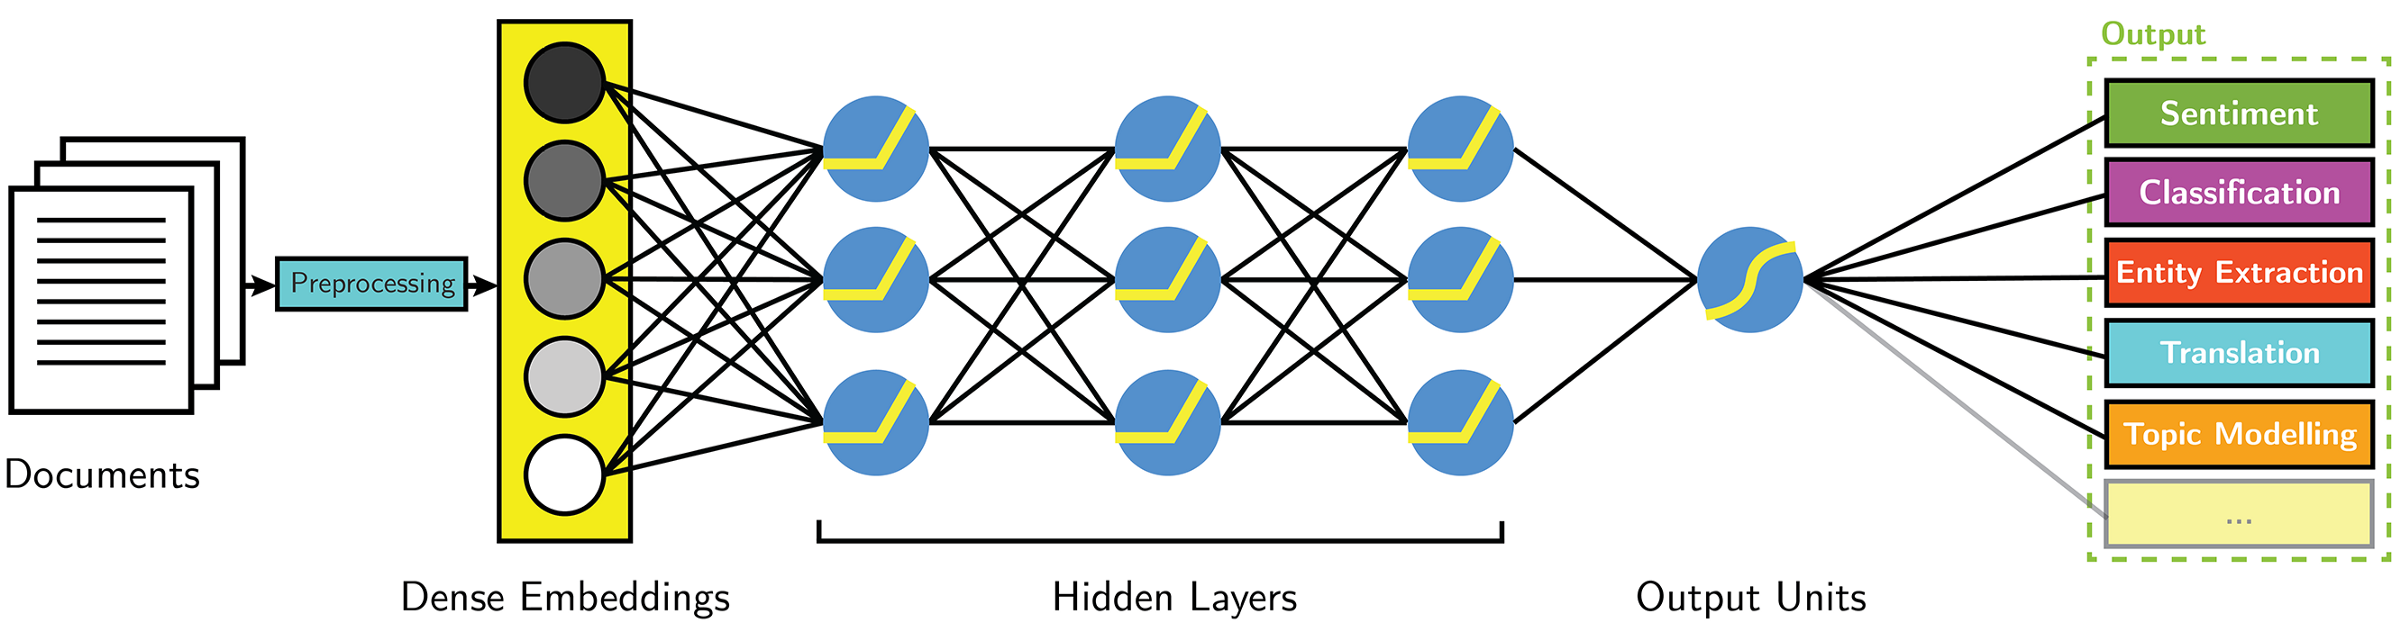 Output
Sentiment
Classification
Entity Extraction
Preprocessing
Translation
Topic Modelling
Documents
...
Dense Embeddings
Hidden Layers
Output Units